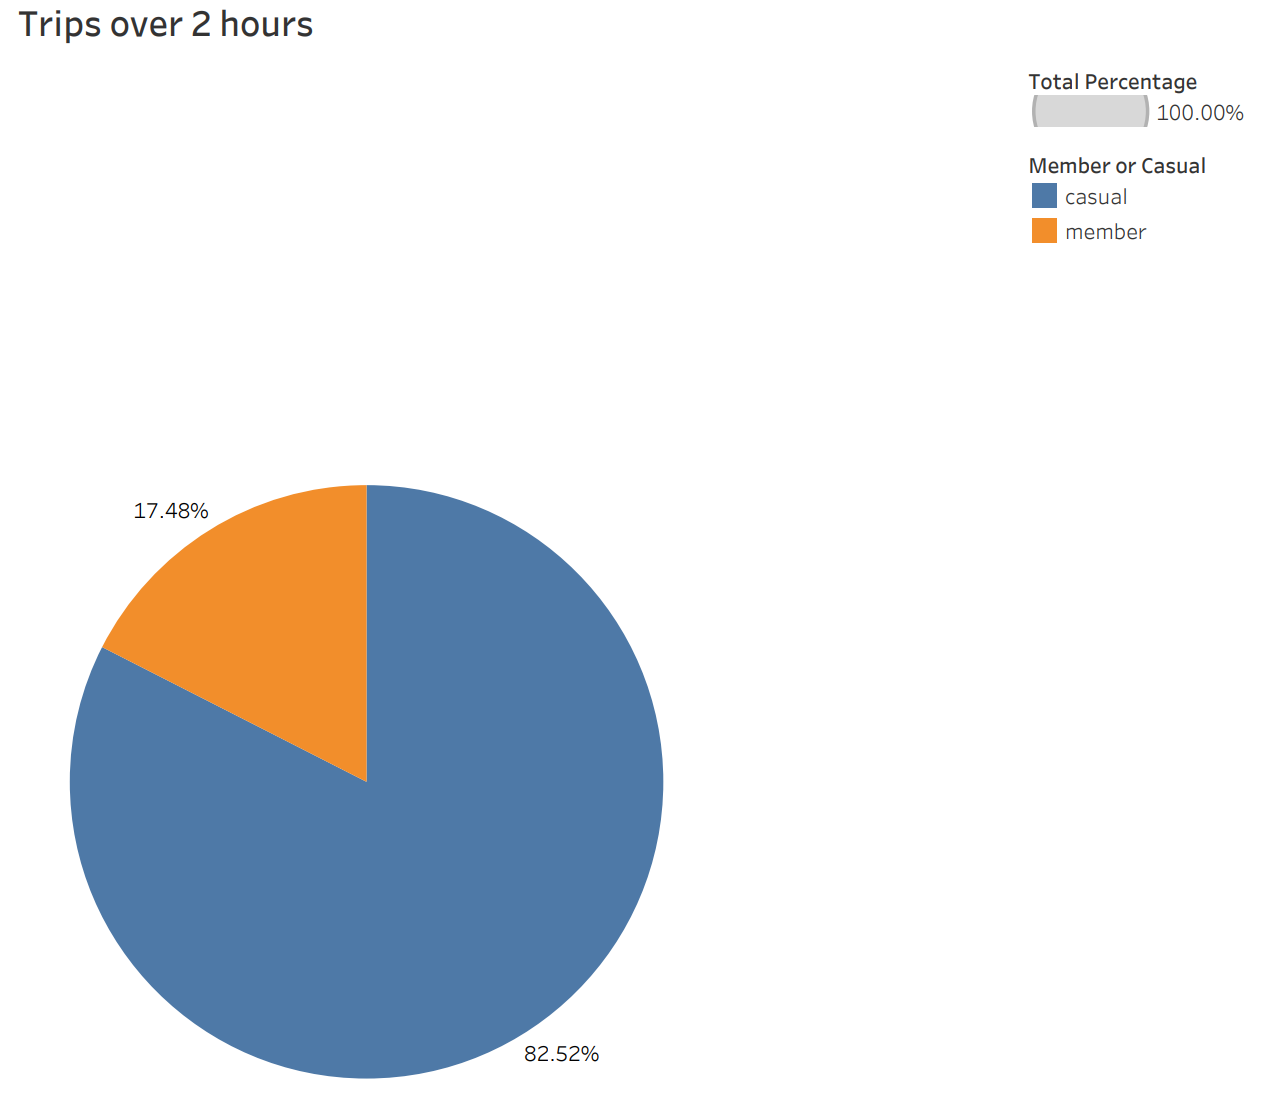 Trips over 2 hours
Total Percentage
100.00%
Member or Casual
casual
member
17.48%
82.52%